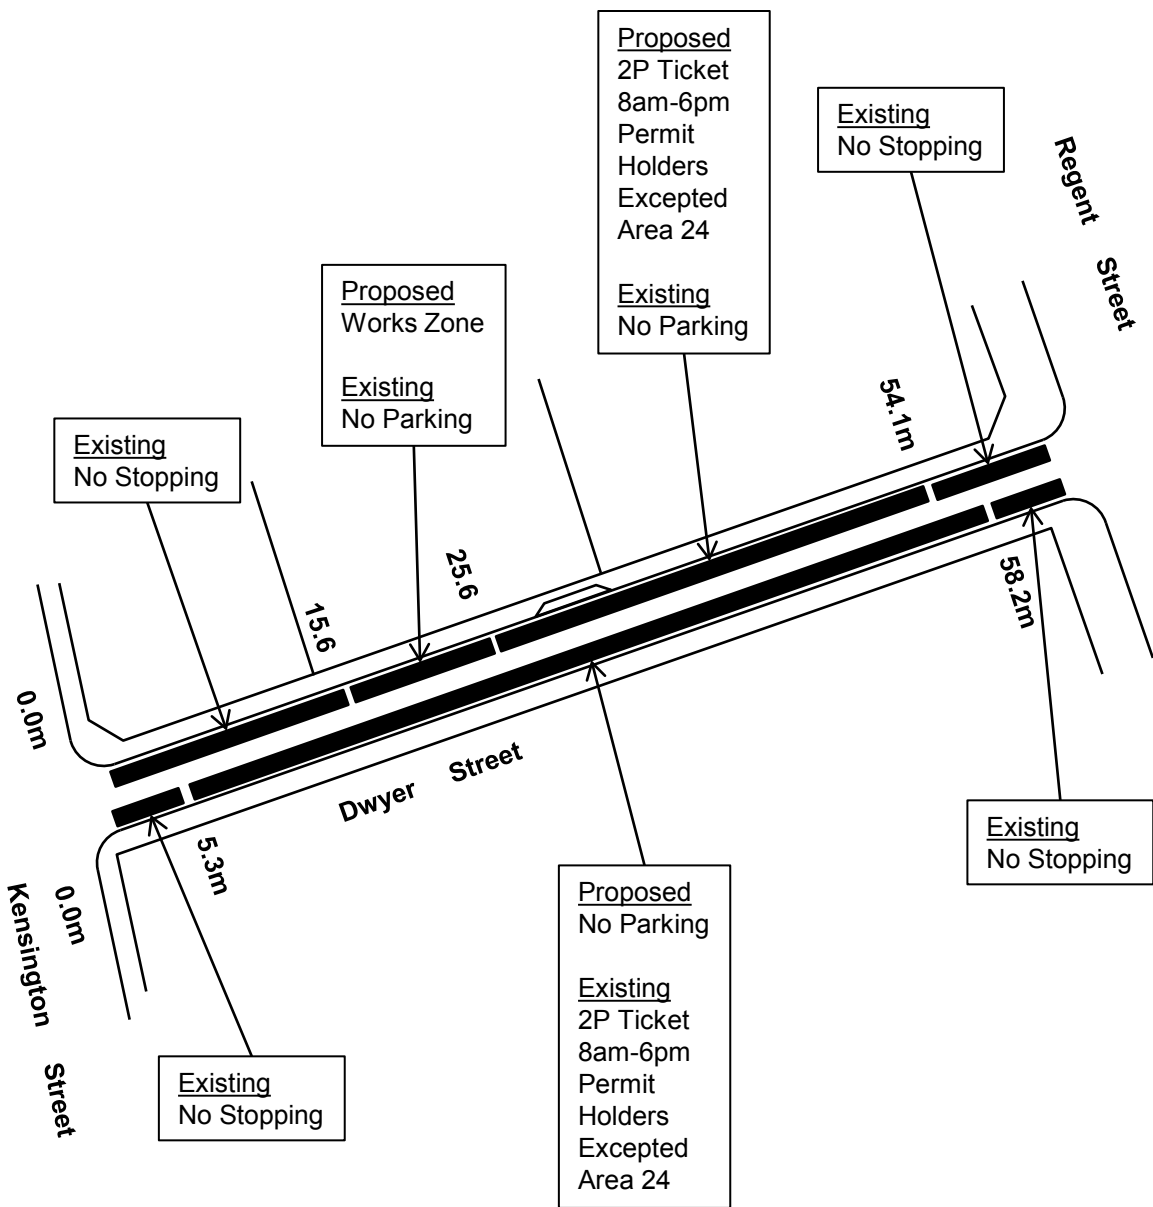 Proposed
2P Ticket
8am-6pm
Permit
Holders
Excepted
Area 24
Existing
No Parking
Existing
No Stopping
Regent Street
Proposed
Works Zone
Existing
No Parking
Existing
No Stopping
54.1m
25.6
15.6
0.0m
58.2m
Dwyer Street
5.3m
0.0m
Kensington Street
Existing
No Stopping
Proposed
No Parking
Existing
2P Ticket
8am-6pm
Permit
Holders
Excepted
Area 24
Existing
No Stopping